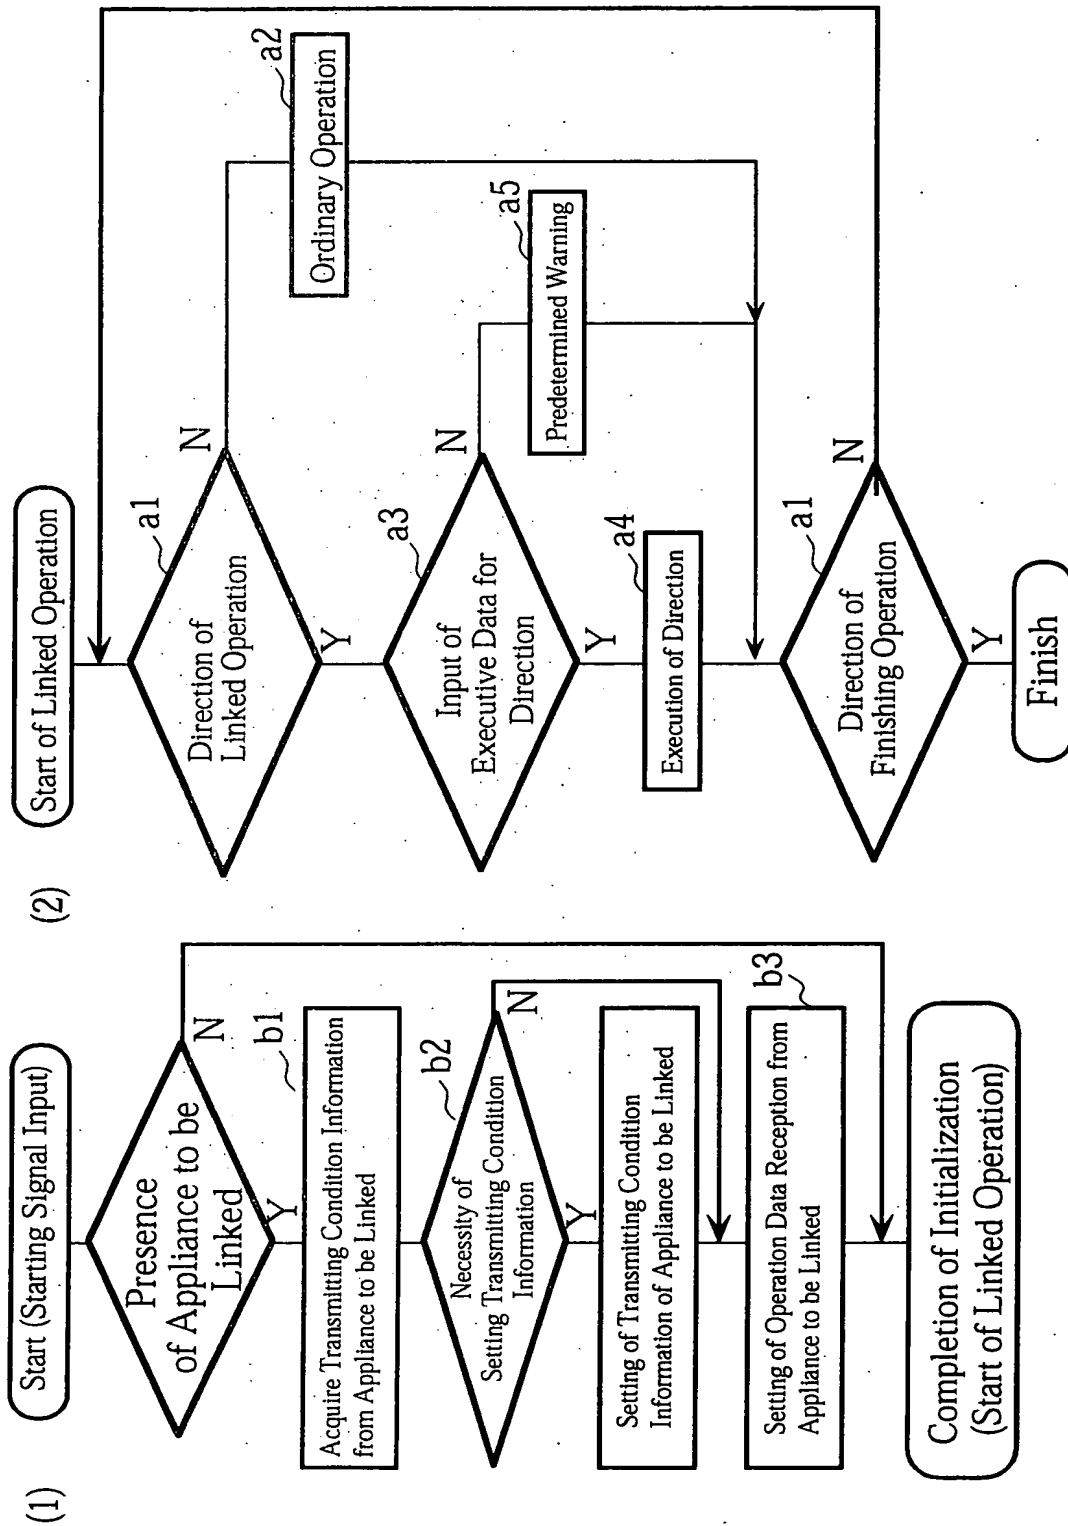 (1)
Start (Starting Signal Input)
Presence
of Appliance to be
Linked
N
Y
b1
Acquire Transmitting Condition Information
from Appliance to be Linked
b2
Necessity of
Setting Transmitting Condition
Information
N
Y
Setting of Transmitting Condition
Information of Appliance to be Linked
b3
Setting of Operation Data Reception from
Appliance to be Linked
Completion of Initialization
(Start of Linked Operation)
(2)
Start of Linked Operation
a1
Direction of
Linked Operation
N
Y
a2
Ordinary Operation
a3
Input of
Executive Data for
Direction
N
Y
a5
Predetermined Warning
a4
Execution of Direction
a1
Direction of
Finishing Operation
N
Y
Finish